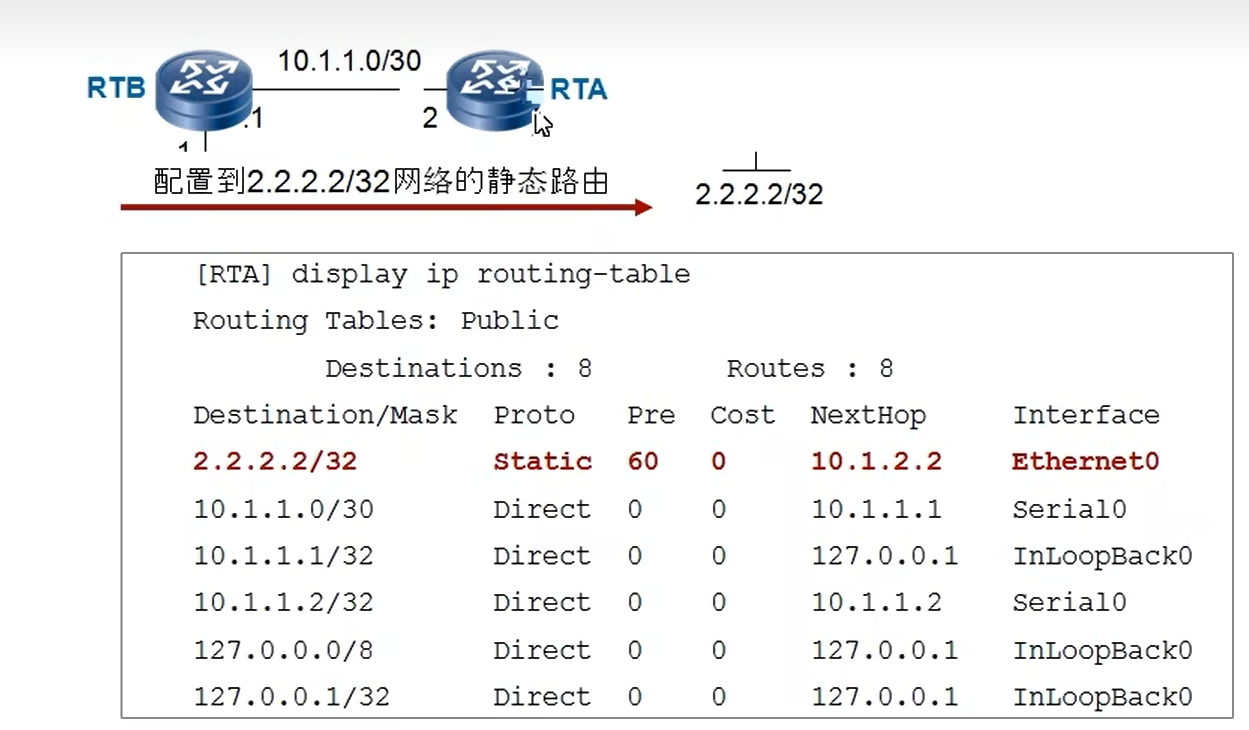 10.1.1.0/30
RTB
RTA
.1
2
1
配置到2.2.2.2/32网络的静态路由
2.2.2.2/32
[RTA] display ip routing-table
Routing Tables: Public
Destinations : 8 Routes : 8
Destination/Mask Proto Pre Cost NextHop Interface
2.2.2.2/32 Static 60 0 10.1.2.2 Ethernet0
10.1.1.0/30 Direct 0 0 10.1.1.1 Serial0
10.1.1.1/32 Direct 0 0 127.0.0.1 InLoopBack0
10.1.1.2/32 Direct 0 0 10.1.1.2 Serial0
127.0.0.0/8 Direct 0 0 127.0.0.1 InLoopBack0
127.0.0.1/32 Direct 0 0 127.0.0.1 InLoopBack0